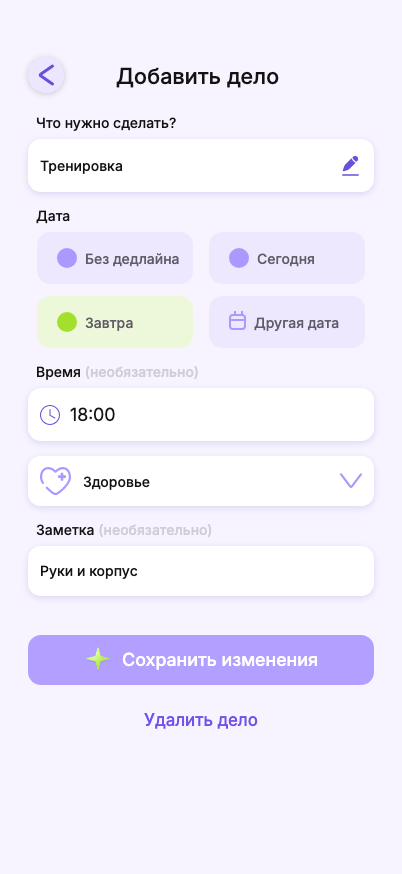 Добавить дело
Что нужно сделать?
Тренировка
Дата
Без дедлайна
Сегодня
Завтра
Другая дата
Время (необязательно)
18:00
Здоровье
Заметка (необязательно)
Руки и корпус
Сохранить изменения
Удалить дело